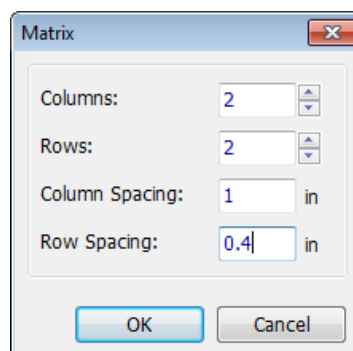 Matrix
Columns: 2
Rows: 2
Column Spacing: 1 in
Row Spacing: 0.4 in
OK Cancel